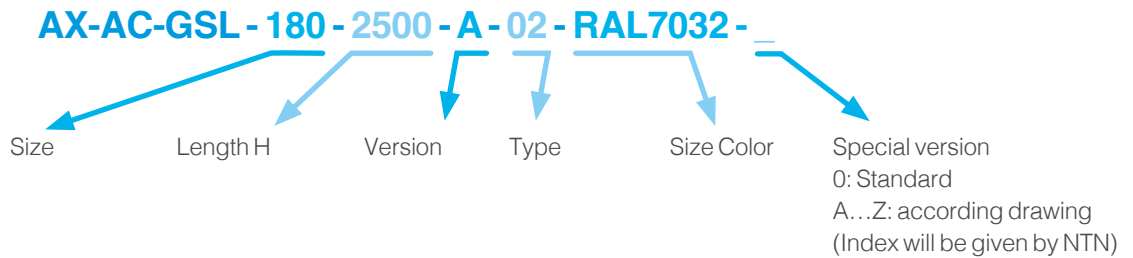 AX-AC-GSL - 180 - 2500 - A - 02 - RAL7032 - _
Size Length H Version Type Size Color Special version
0: Standard
A…Z: according drawing
(Index will be given by NTN)